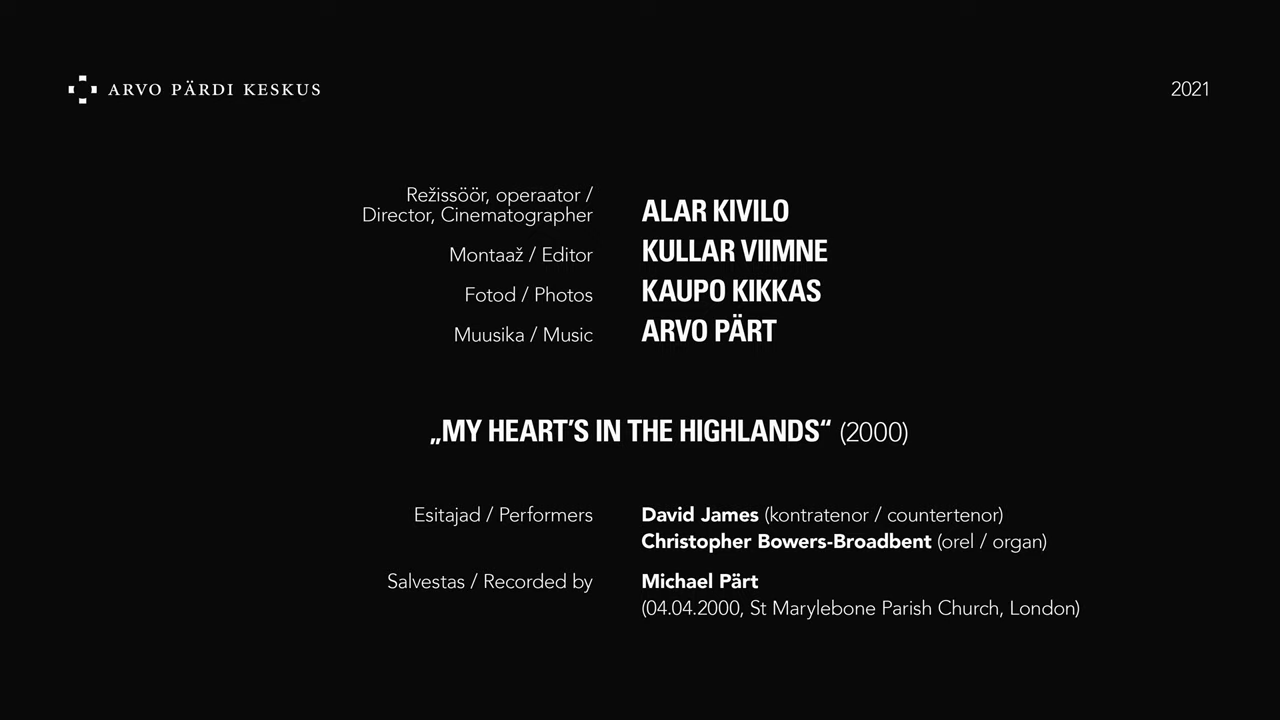 ARVO PÄRDI KESKUS
2021
Režissöör, operaator /
Director, Cinematographer
ALAR KIVILO
Montaaž / Editor
KULLAR VIIMNE
Fotod / Photos
KAUPO KIKKAS
Muusika / Music
ARVO PÄRT
„MY HEART’S IN THE HIGHLANDS“ (2000)
Esitajad / Performers
David James (kontratenor / countertenor)
Christopher Bowers-Broadbent (orel / organ)
Salvestas / Recorded by
Michael Pärt
(04.04.2000, St Marylebone Parish Church, London)